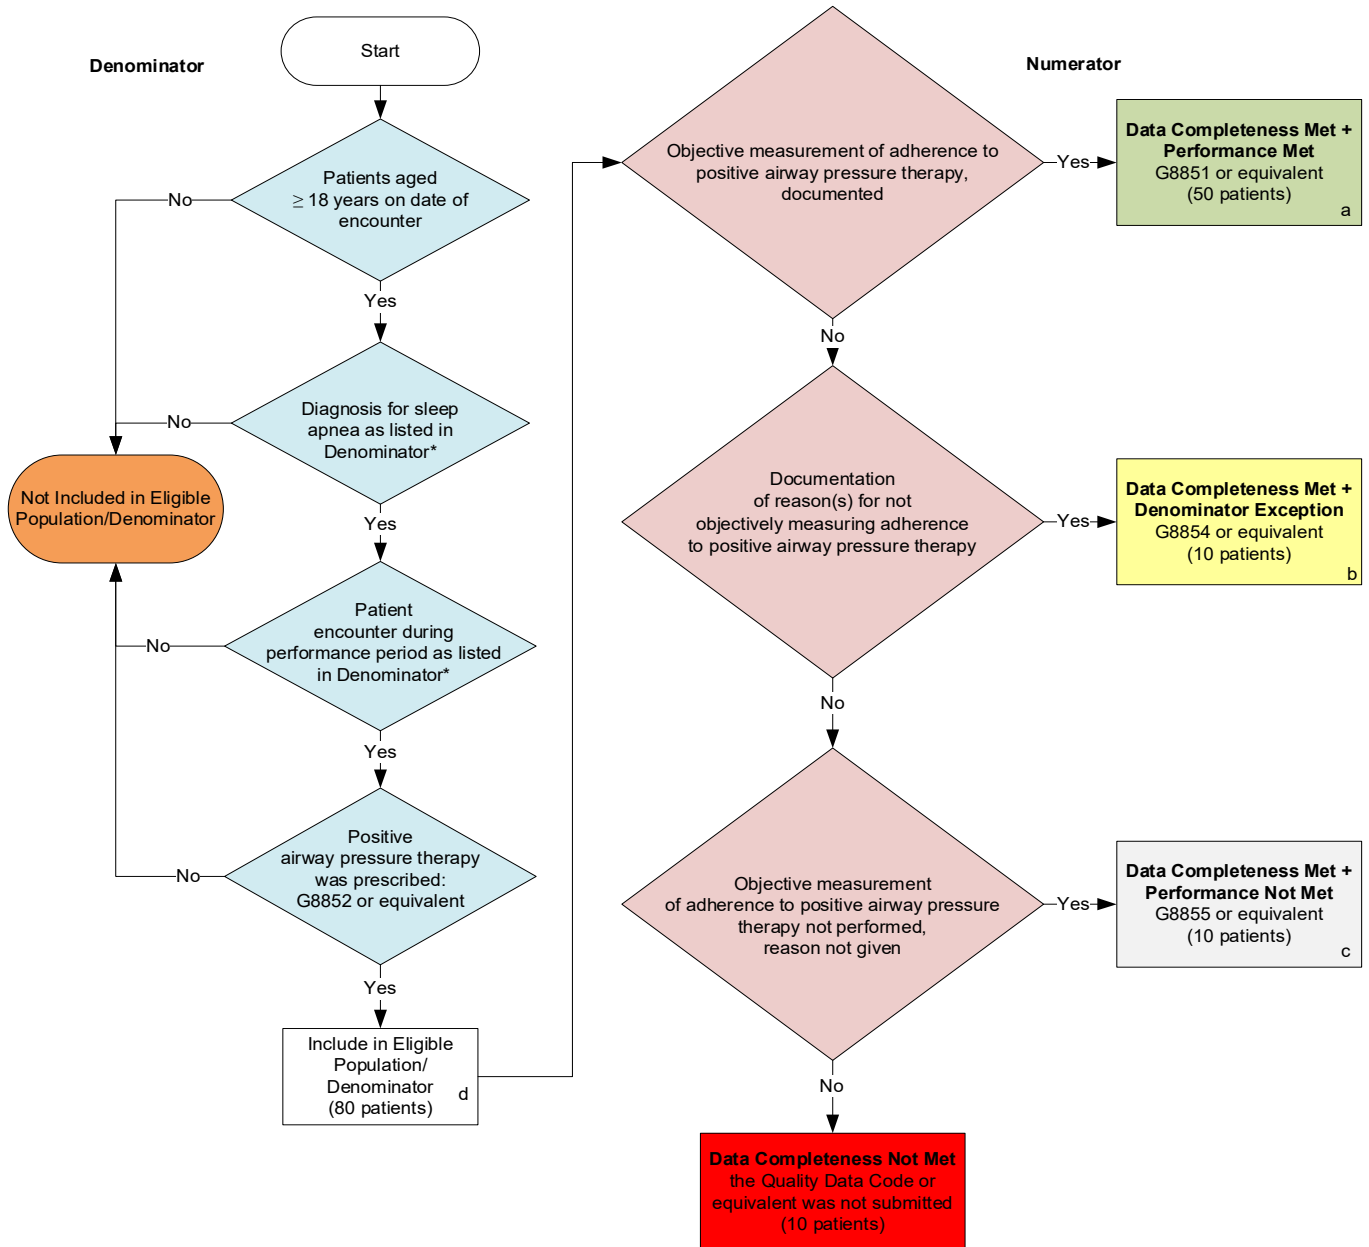 Denominator
Start
Patients aged
≥ 18 years on date of
encounter
No
Yes
Diagnosis for sleep
apnea as listed in
Denominator*
No
Not Included in Eligible
Population/Denominator
Yes
Patient
encounter during
performance period as listed
in Denominator*
No
Yes
Positive
airway pressure therapy
was prescribed:
G8852 or equivalent
No
Yes
Include in Eligible
Population/
Denominator
(80 patients)
d
Numerator
Objective measurement of adherence to
positive airway pressure therapy,
documented
Yes
Data Completeness Met +
Performance Met
G8851 or equivalent
(50 patients)
a
No
Documentation
of reason(s) for not
objectively measuring adherence
to positive airway pressure therapy
Yes
Data Completeness Met +
Denominator Exception
G8854 or equivalent
(10 patients)
b
No
Objective measurement
of adherence to positive airway pressure
therapy not performed,
reason not given
Yes
Data Completeness Met +
Performance Not Met
G8855 or equivalent
(10 patients)
c
No
Data Completeness Not Met
the Quality Data Code or
equivalent was not submitted
(10 patients)